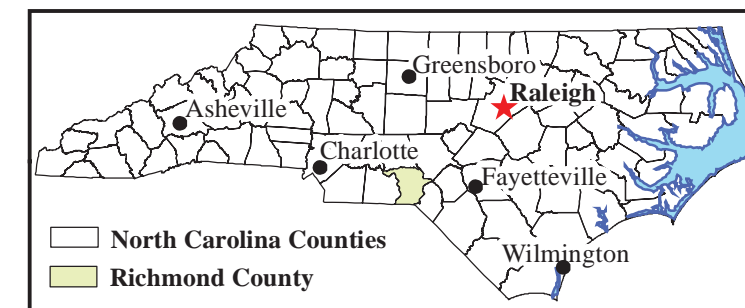 Greensboro
Raleigh
Asheville
Charlotte
Fayetteville
Wilmington
North Carolina Counties
Richmond County